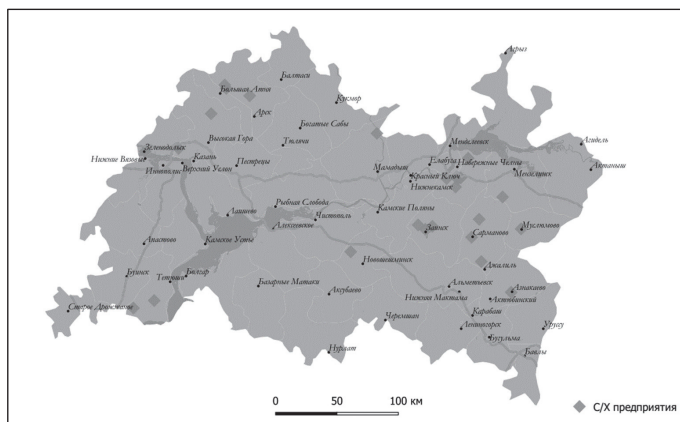 Агрыз
Балтаси
Большая Атня
Кукмор
Арск
Богатые Сабы
Менделеевск
Агидель
Высокая Гора
Тюлячи
Зеленодольск
Нижние Вязовые
Казань
Елабуга
Набережные Челны
Иннополис
Верхний Услон
Пестрецы
Мамадыш
Красный Ключ
Мензелинск
Актаныш
Нижнекамск
Рыбная Слобода
Камские Поляны
Лаишево
Чистополь
Алексеевское
Заинск
Муслюмово
Сармaново
Апастово
Камское Устье
Новошешминск
Джалиль
Буинск
Тетюши
Болгар
Базарные Матаки
Аксубаево
Альметьевск
Азнакаево
Нижняя Мактама
Актюбинский
Старое Дрожжаное
Карабаш
Черемшан
Лениногорск
Уруссу
Бугульма
Нурлат
Бавлы
0 50 100 км
С/Х предприятия